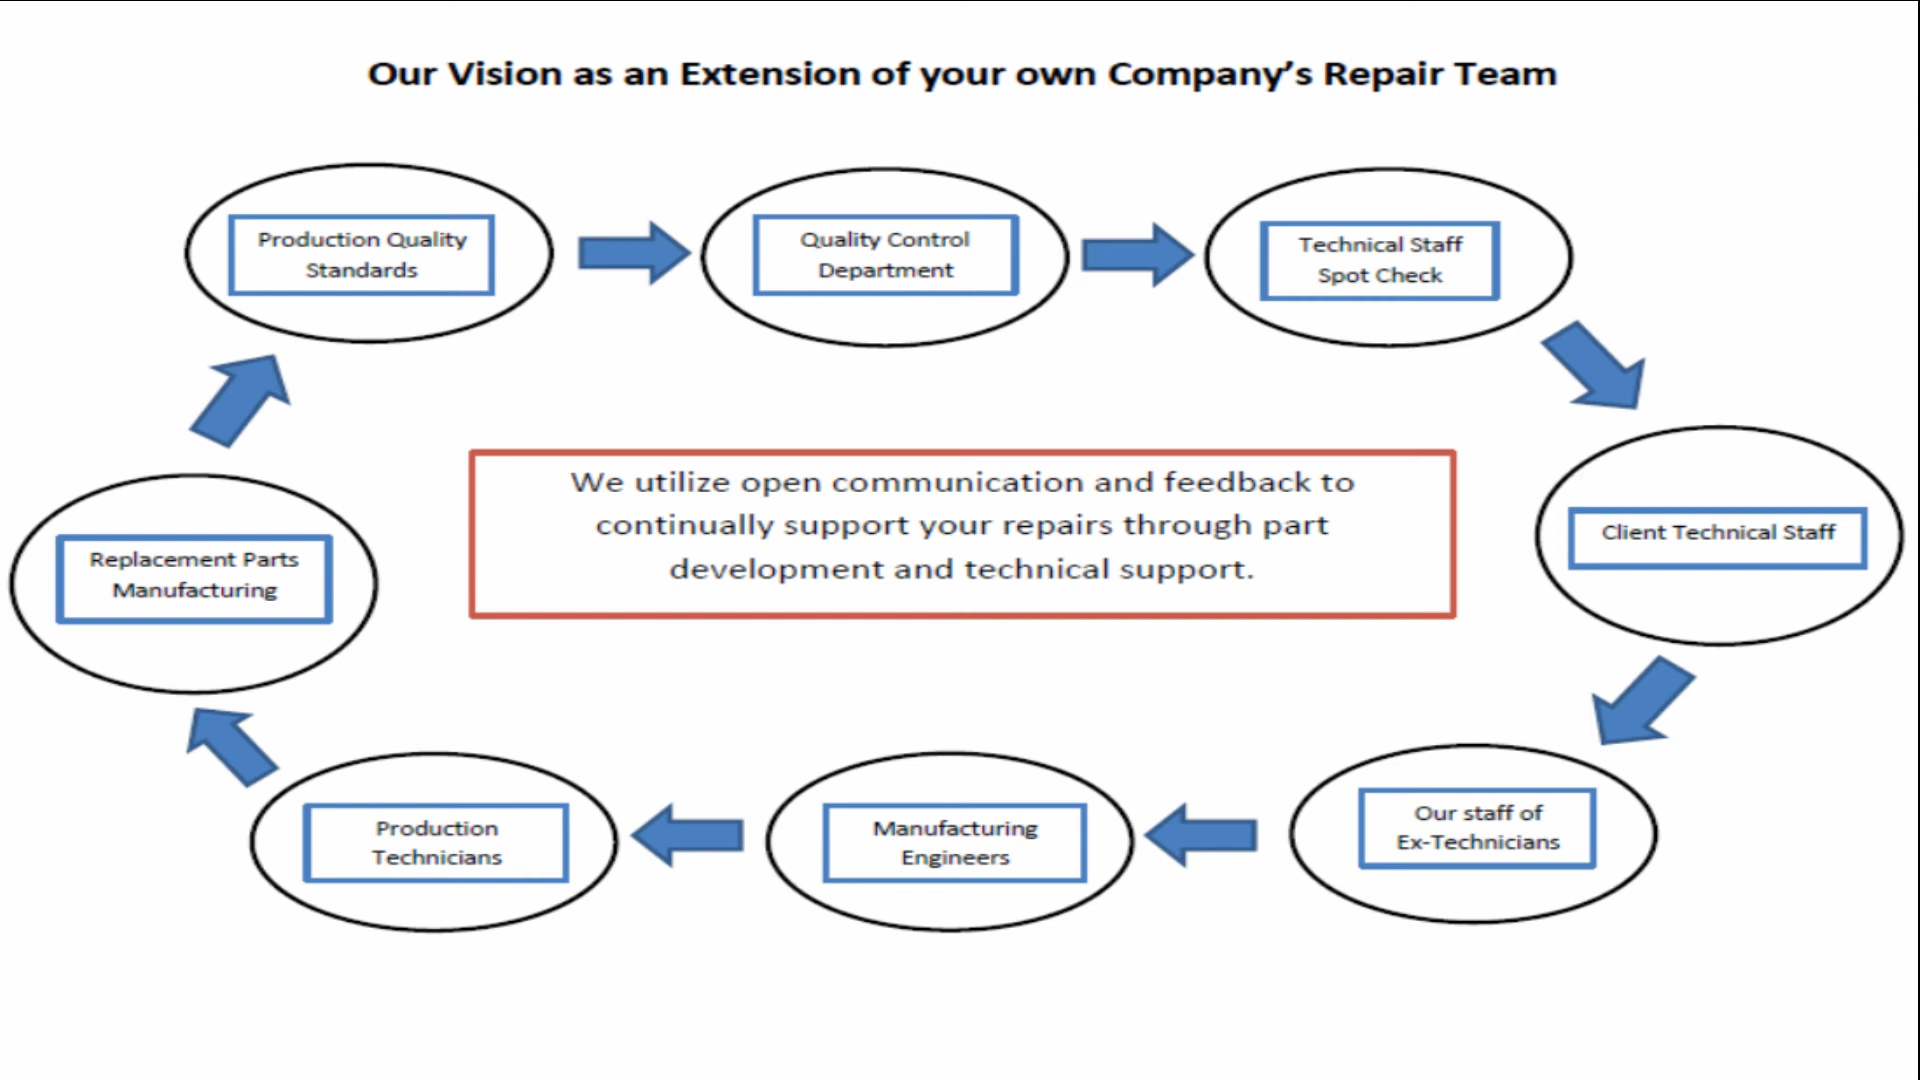 Our Vision as an Extension of your own Company's Repair Team
Production Quality
Standards
Quality Control
Department
Technical Staff
Spot Check
Client Technical Staff
We utilize open communication and feedback to
continually support your repairs through part
development and technical support.
Replacement Parts
Manufacturing
Production
Technicians
Manufacturing
Engineers
Our staff of
Ex-Technicians